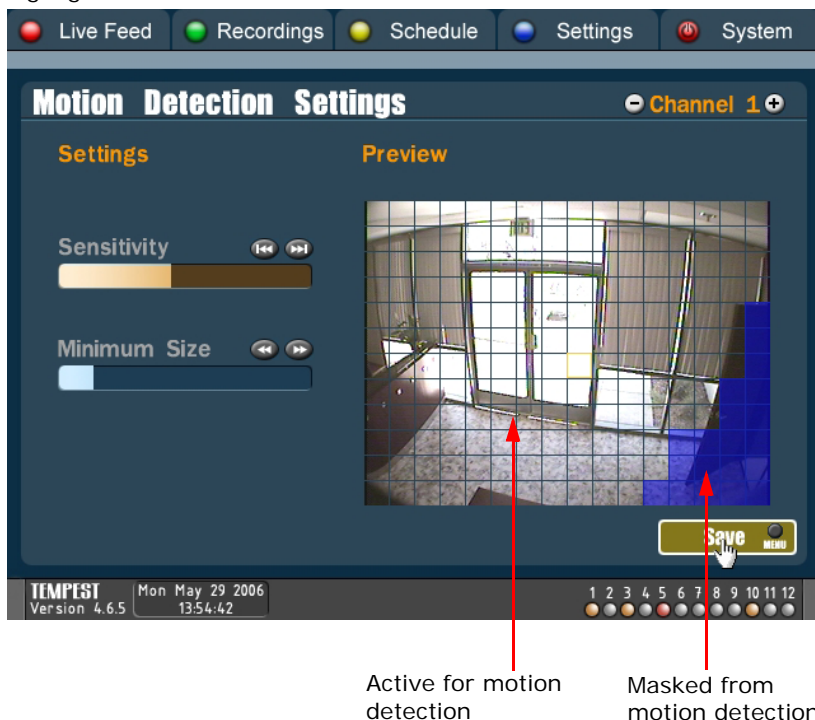 Live Feed
Recordings
Schedule
Settings
System
Motion Detection Settings
Channel 1
Settings
Preview
Sensitivity
Minimum Size
Save
MENU
TEMPEST
Version 4.6.5
Mon May 29 2006
13:54:42
1 2 3 4 5 6 7 8 9 10 11 12
Active for motion
detection
Masked from
motion detection